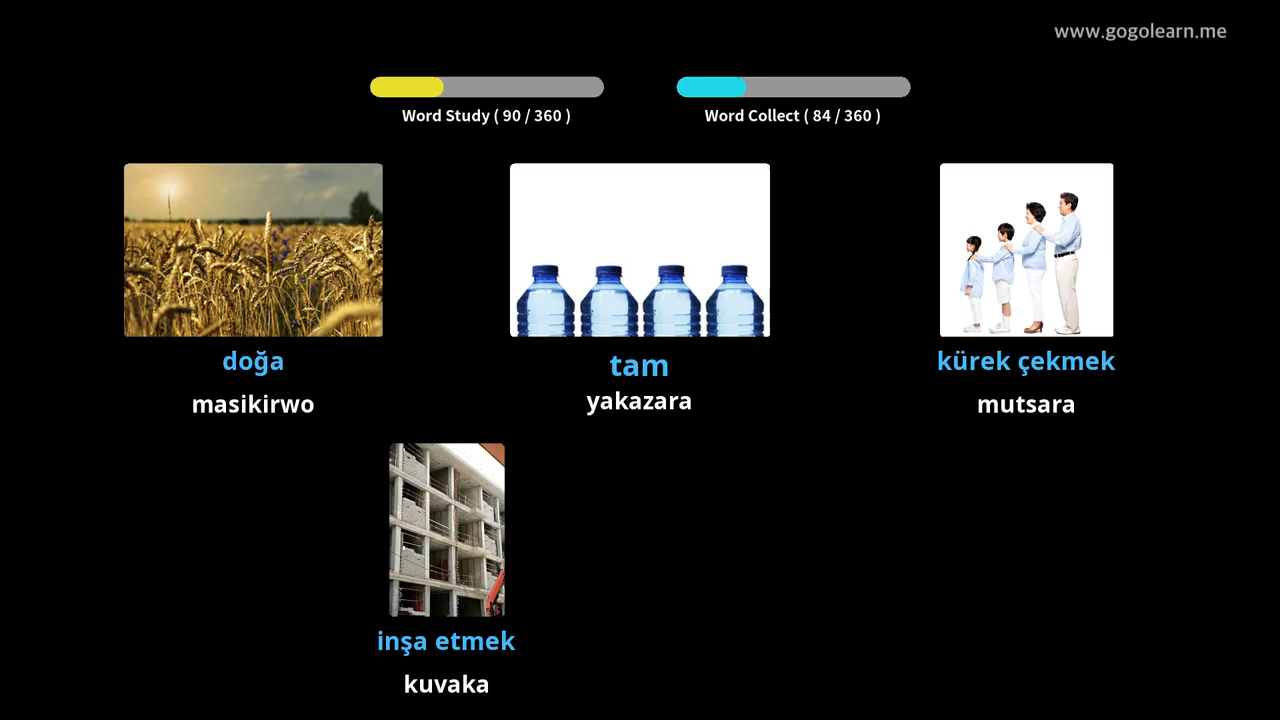 www.gogolearn.me
Word Study ( 90 / 360 )
Word Collect ( 84 / 360 )
doğa
masikirwo
tam
yakazara
kürek çekmek
mutsara
inşa etmek
kuvaka